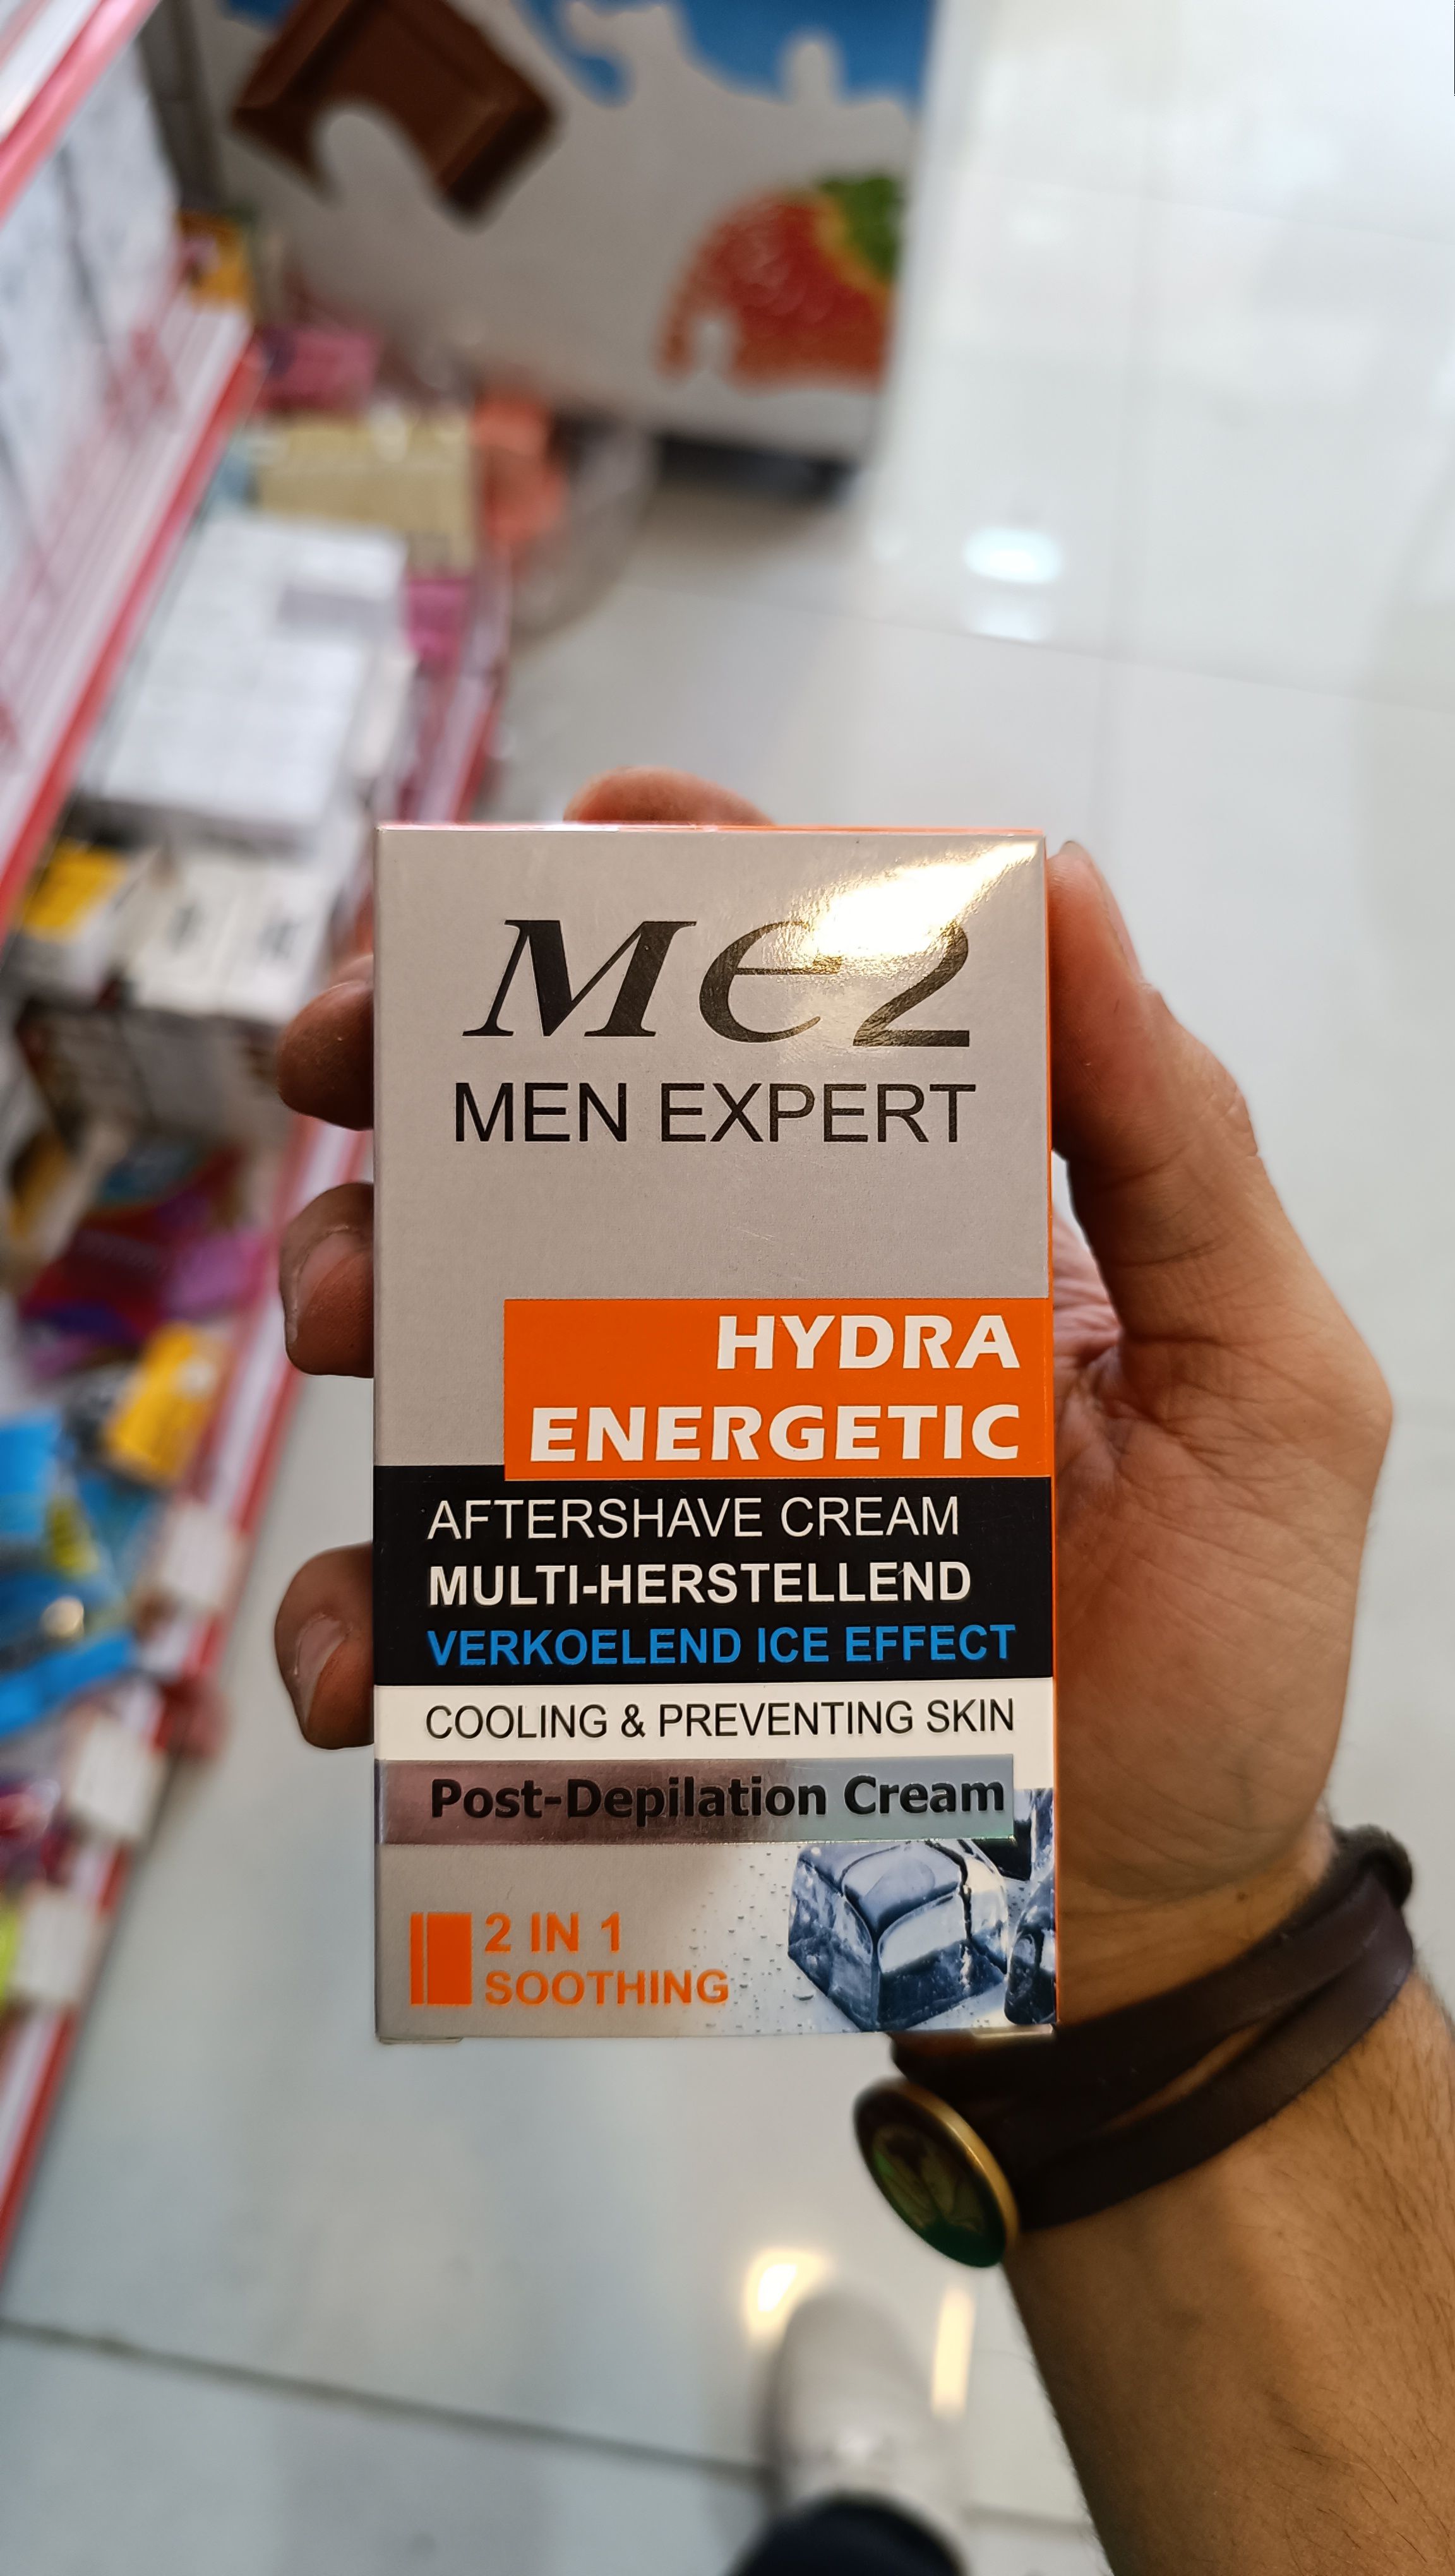 Me2
MEN EXPERT
HYDRA
ENERGETIC
AFTERSHAVE CREAM
MULTI-HERSTELLEND
VERKOELEND ICE EFFECT
COOLING & PREVENTING SKIN
Post-Depilation Cream
2 IN 1
SOOTHING